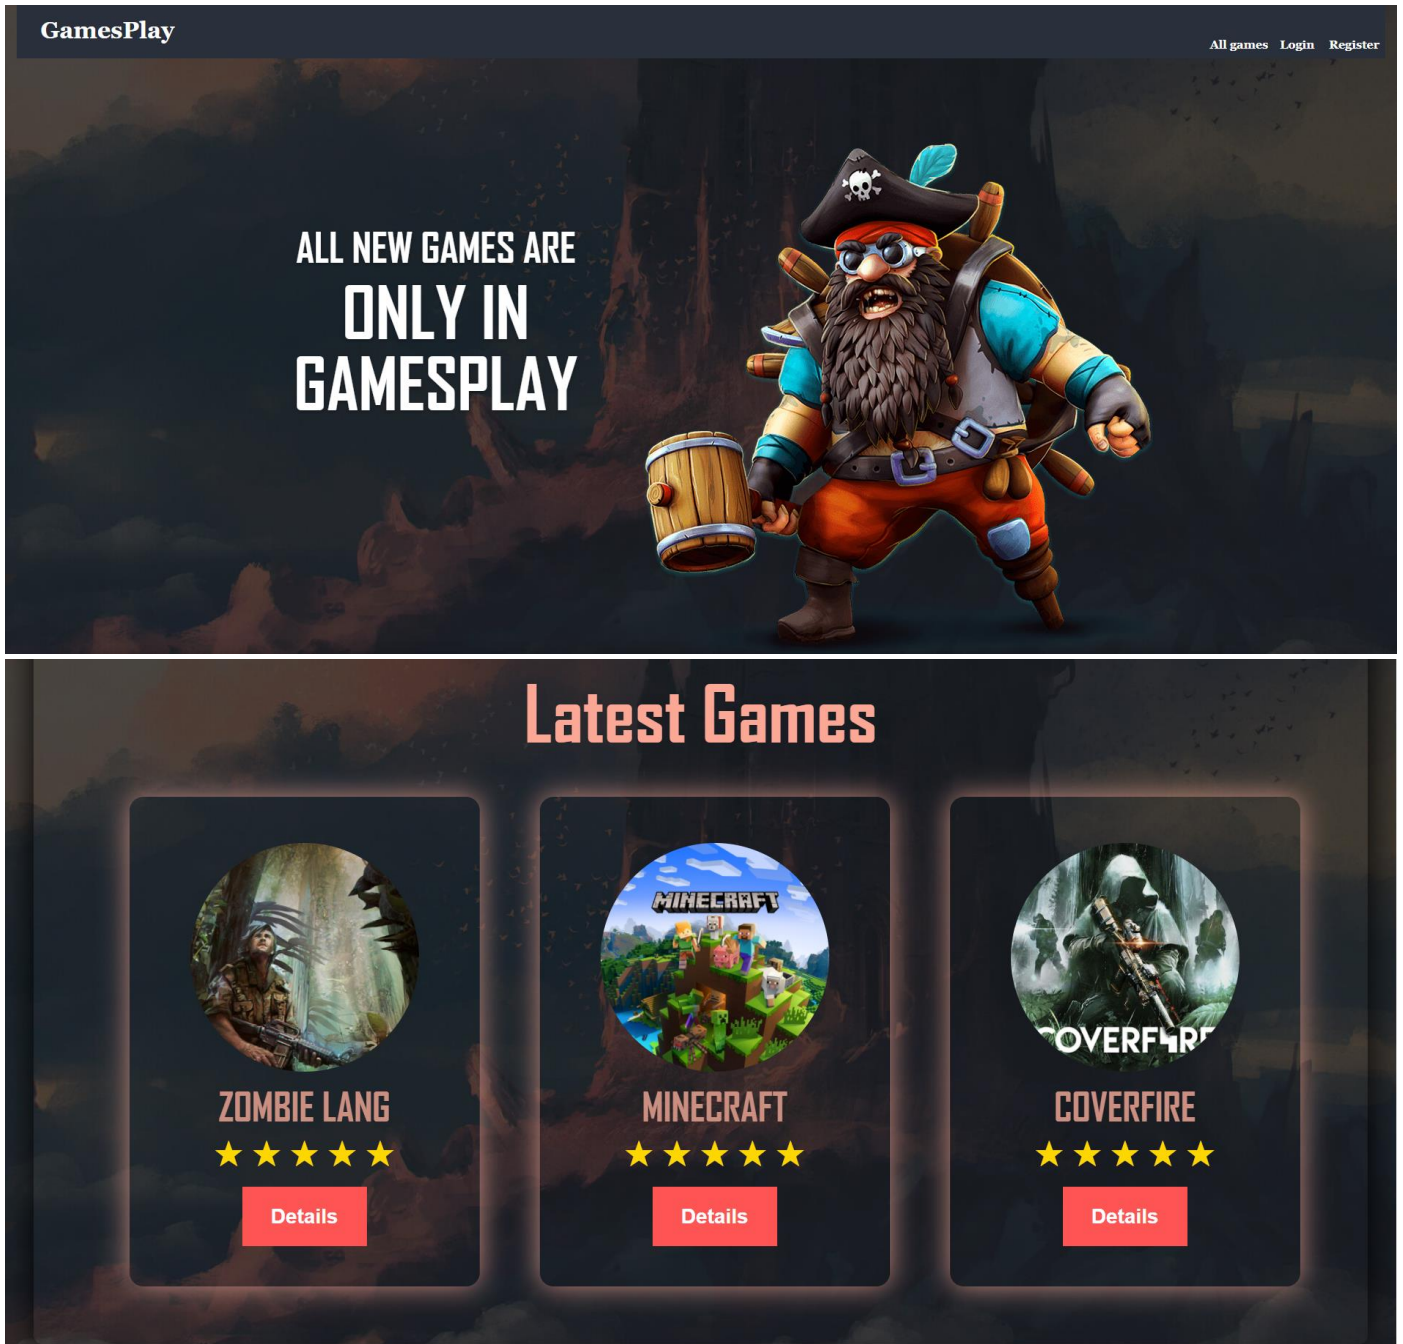 GamesPlay
All games Login Register
ALL NEW GAMES ARE
ONLY IN
GAMESPLAY
Latest Games
MINECRAFT
COVERFIRE
ZOMBIE LANG
MINECRAFT
COVERFIRE
Details
Details
Details